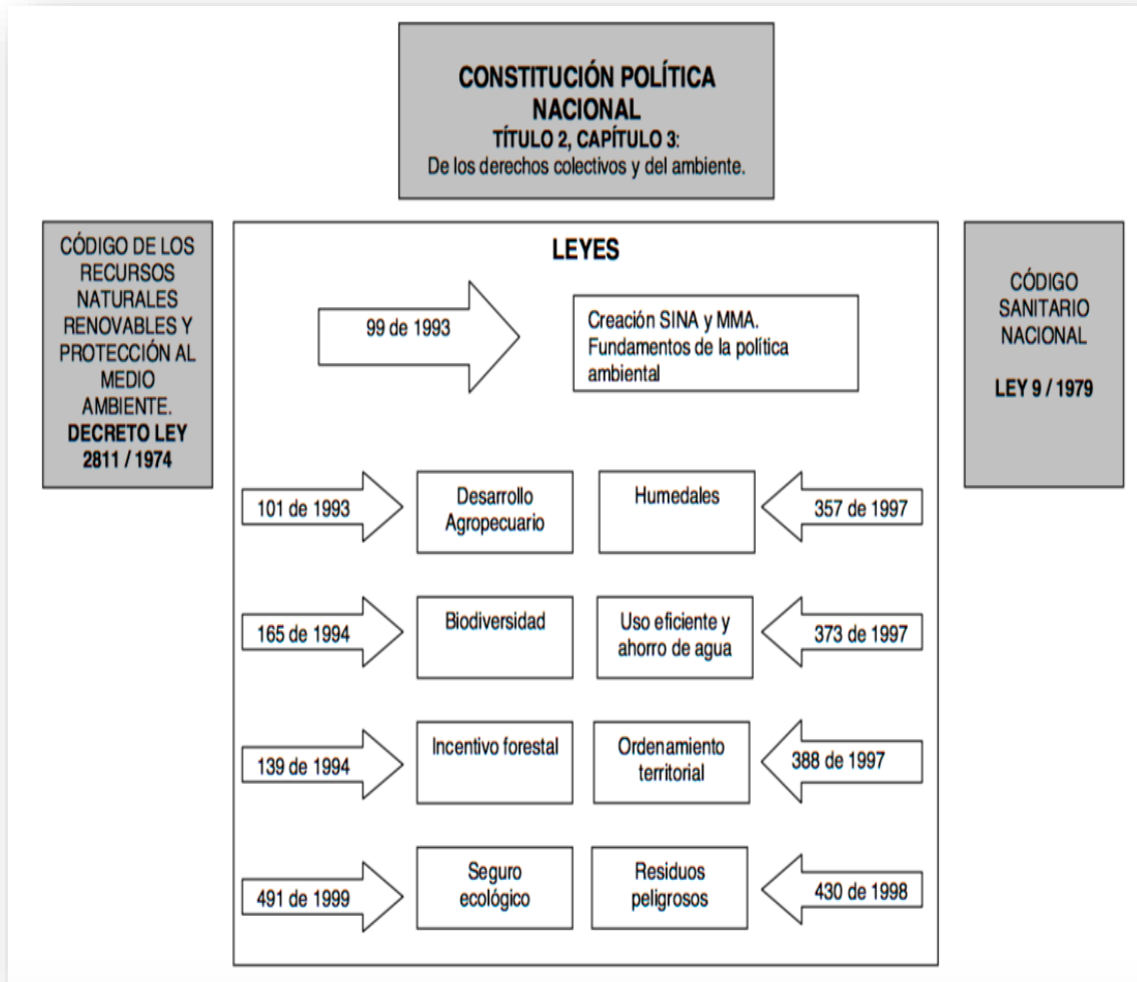 CONSTITUCIÓN POLÍTICA
NACIONAL
TÍTULO 2, CAPÍTULO 3:
De los derechos colectivos y del ambiente.
CÓDIGO DE LOS
RECURSOS
NATURALES
RENOVABLES Y
PROTECCIÓN AL
MEDIO
AMBIENTE.
DECRETO LEY
2811 / 1974
LEYES
99 de 1993
Creación SINA y MMA.
Fundamentos de la política
ambiental
101 de 1993
Desarrollo
Agropecuario
Humedales
357 de 1997
165 de 1994
Biodiversidad
Uso eficiente y
ahorro de agua
373 de 1997
139 de 1994
Incentivo forestal
Ordenamiento
territorial
388 de 1997
491 de 1999
Seguro
ecológico
Residuos
peligrosos
430 de 1998
CÓDIGO
SANITARIO
NACIONAL
LEY 9 / 1979